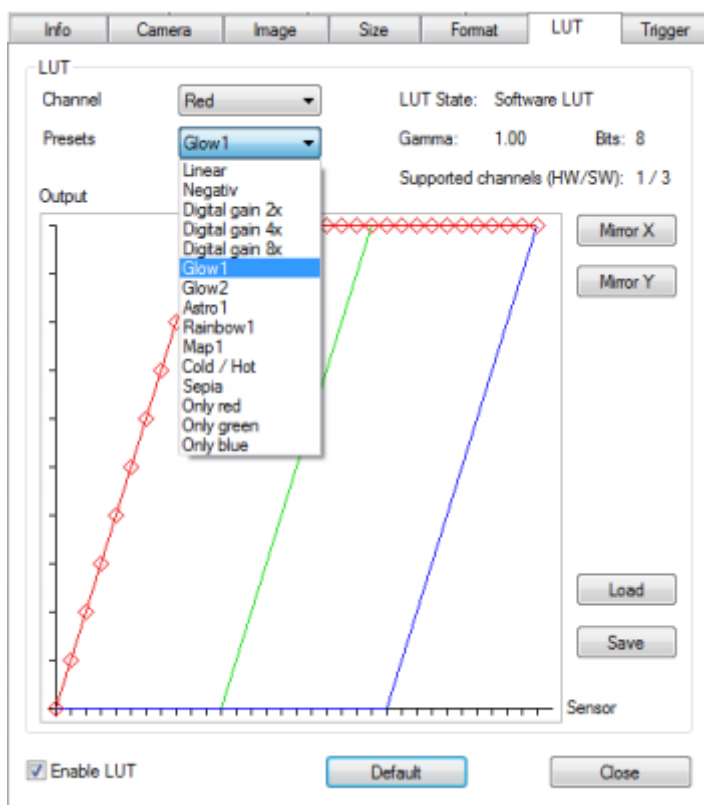 Info Camera Image Size Format LUT Trigger
LUT
Channel Red LUT State: Software LUT
Presets Glow1 Gamma: 1.00 Bits: 8
Supported channels (HW/SW): 1 / 3
Output
Linear
Negativ
Digital gain 2x
Digital gain 4x
Digital gain 8x
Glow1
Glow2
Astro1
Rainbow1
Map1
Cold / Hot
Sepia
Only red
Only green
Only blue
Mirror X
Mirror Y
Load
Save
Sensor
Enable LUT Default Close